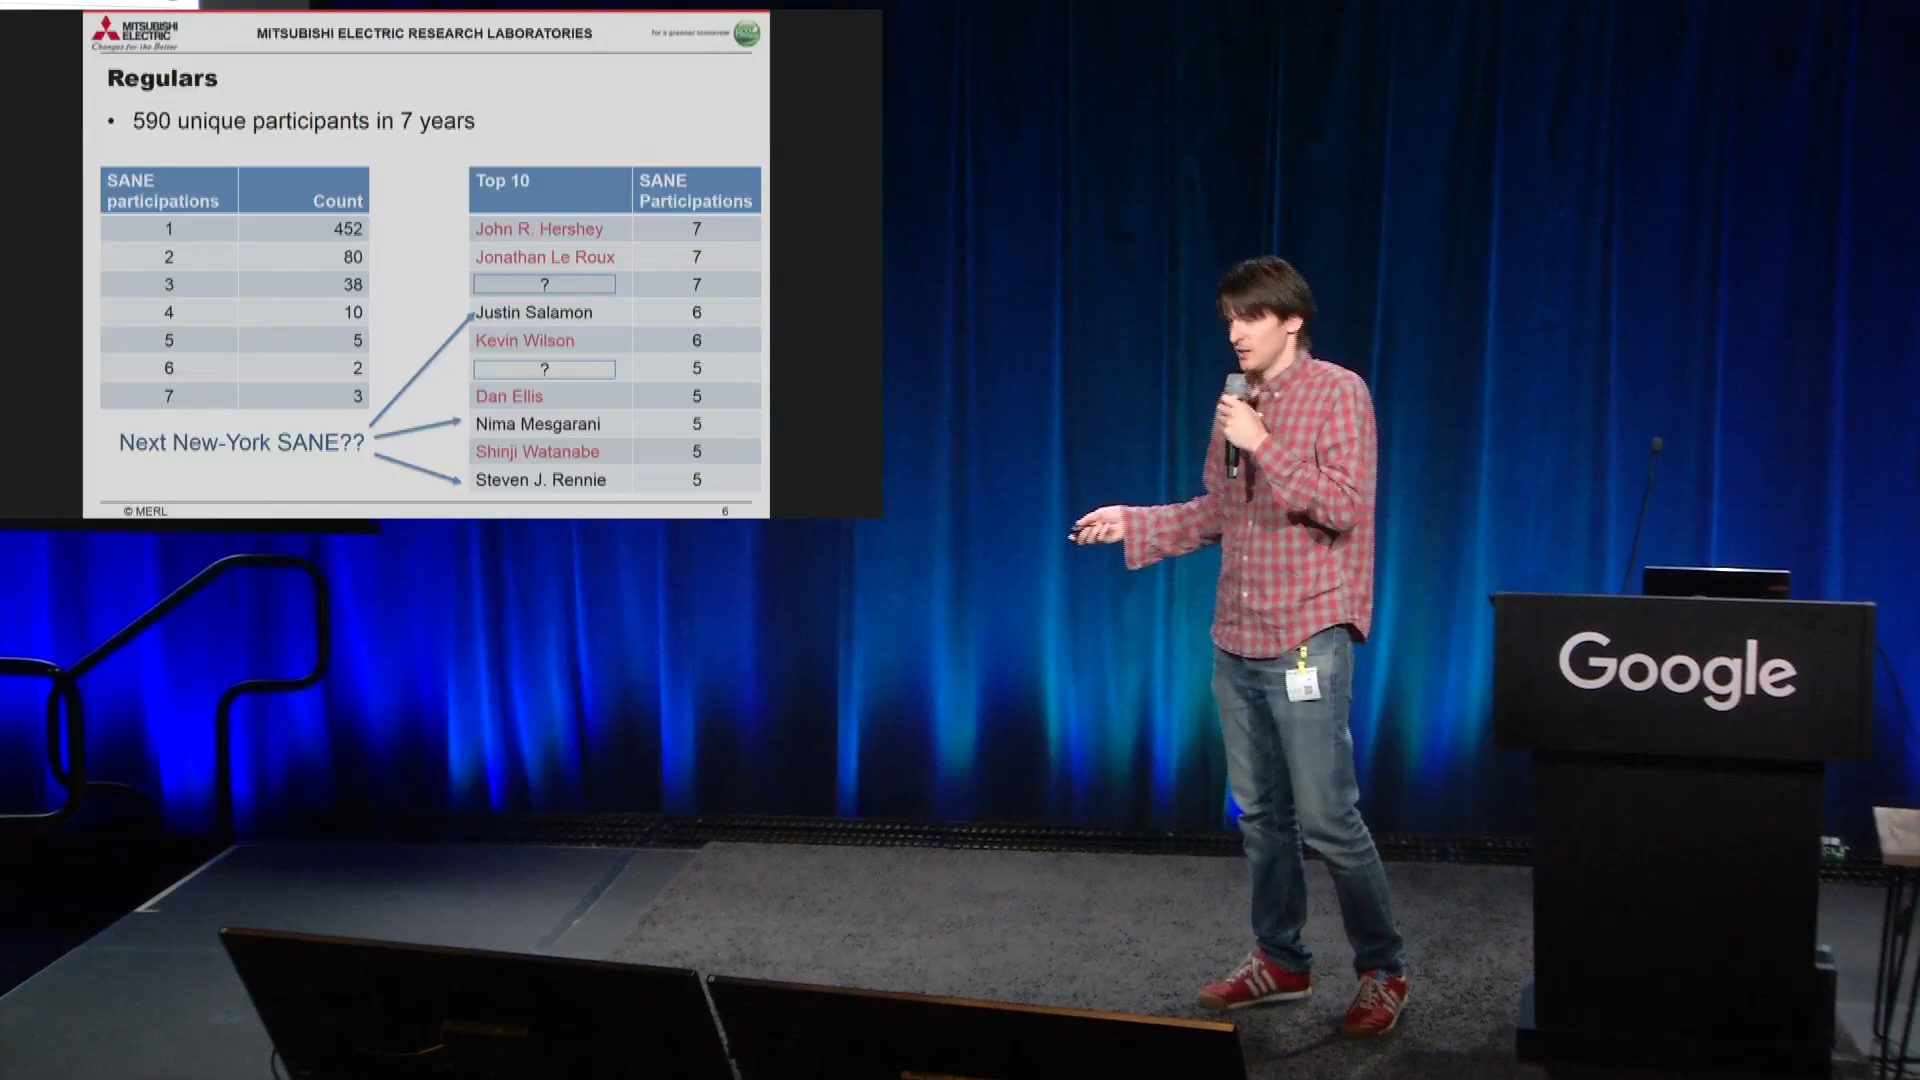 MITSUBISHI
ELECTRIC
Changes for the Better
MITSUBISHI ELECTRIC RESEARCH LABORATORIES
for a greener tomorrow
Regulars
• 590 unique participants in 7 years
SANE participations Count
1 452
2 80
3 38
4 10
5 5
6 2
7 3
Next New-York SANE??
Top 10 SANE Participations
John R. Hershey 7
Jonathan Le Roux 7
? 7
Justin Salamon 6
Kevin Wilson 6
? 5
Dan Ellis 5
Nima Mesgarani 5
Shinji Watanabe 5
Steven J. Rennie 5
© MERL
6
Google